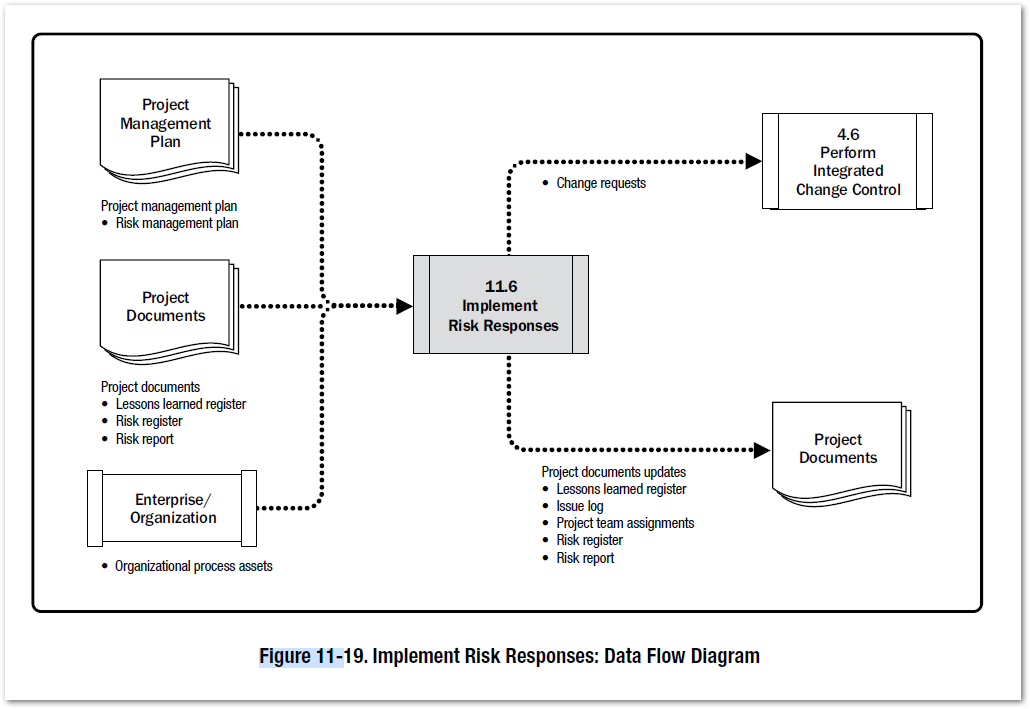 Project
Management
Plan
Project management plan
• Risk management plan
Project
Documents
Project documents
• Lessons learned register
• Risk register
• Risk report
Enterprise/
Organization
• Organizational process assets
11.6
Implement
Risk Responses
• Change requests
4.6
Perform
Integrated
Change Control
Project
Documents
Project documents updates
• Lessons learned register
• Issue log
• Project team assignments
• Risk register
• Risk report
Figure 11-19. Implement Risk Responses: Data Flow Diagram